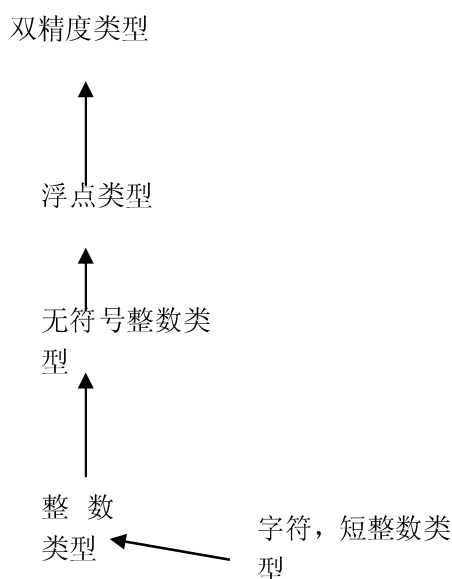 双精度类型
浮点类型
无符号整数类
型
整 数
类型
字符，短整数类
型